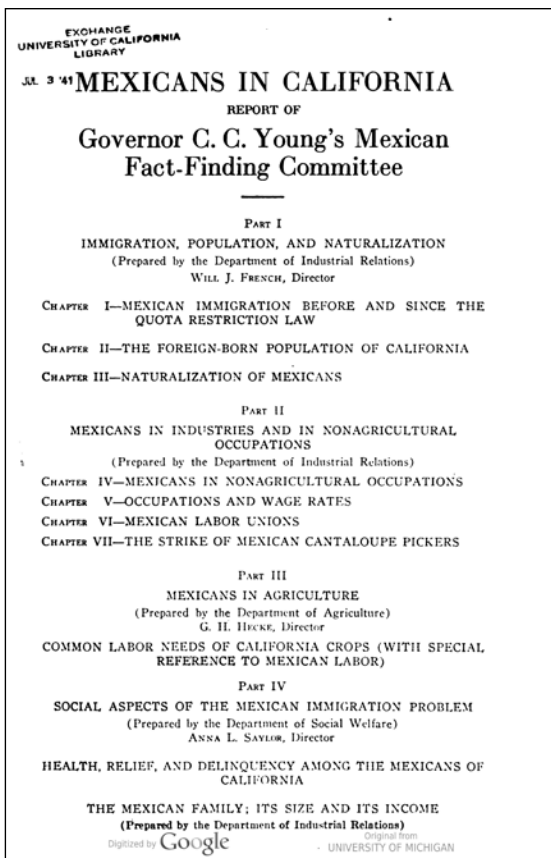 EXCHANGE
UNIVERSITY OF CALIFORNIA
LIBRARY
JUL 3 '41
MEXICANS IN CALIFORNIA
REPORT OF
Governor C. C. Young's Mexican
Fact-Finding Committee
PART I
IMMIGRATION, POPULATION, AND NATURALIZATION
(Prepared by the Department of Industrial Relations)
WILL J. FRENCH, Director
CHAPTER I—MEXICAN IMMIGRATION BEFORE AND SINCE THE
QUOTA RESTRICTION LAW
CHAPTER II—THE FOREIGN-BORN POPULATION OF CALIFORNIA
CHAPTER III—NATURALIZATION OF MEXICANS
PART II
MEXICANS IN INDUSTRIES AND IN NONAGRICULTURAL
OCCUPATIONS
(Prepared by the Department of Industrial Relations)
CHAPTER IV—MEXICANS IN NONAGRICULTURAL OCCUPATIONS
CHAPTER V—OCCUPATIONS AND WAGE RATES
CHAPTER VI—MEXICAN LABOR UNIONS
CHAPTER VII—THE STRIKE OF MEXICAN CANTALOUPE PICKERS
PART III
MEXICANS IN AGRICULTURE
(Prepared by the Department of Agriculture)
G. H. HECKE, Director
COMMON LABOR NEEDS OF CALIFORNIA CROPS (WITH SPECIAL
REFERENCE TO MEXICAN LABOR)
PART IV
SOCIAL ASPECTS OF THE MEXICAN IMMIGRATION PROBLEM
(Prepared by the Department of Social Welfare)
ANNA L. SAYLOR, Director
HEALTH, RELIEF, AND DELINQUENCY AMONG THE MEXICANS OF
CALIFORNIA
THE MEXICAN FAMILY; ITS SIZE AND ITS INCOME
(Prepared by the Department of Industrial Relations)
Digitized by Google
Original from
UNIVERSITY OF MICHIGAN